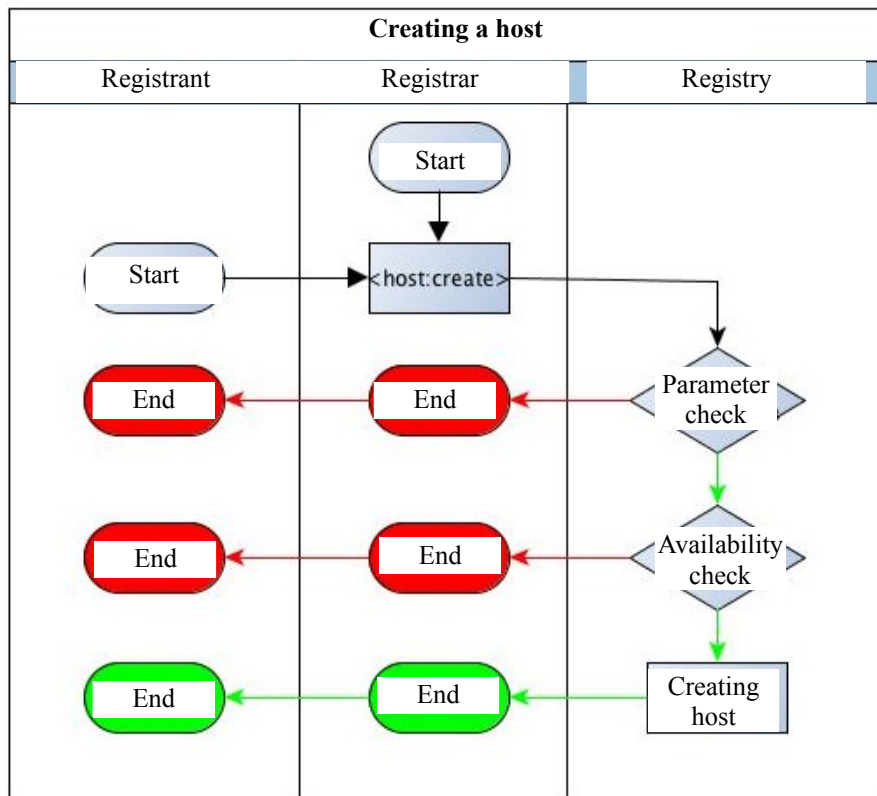 Creating a host
Registrant
Registrar
Registry
Start
Start
<host:create>
Parameter
check
End
End
Availability
check
End
End
Creating
host
End
End